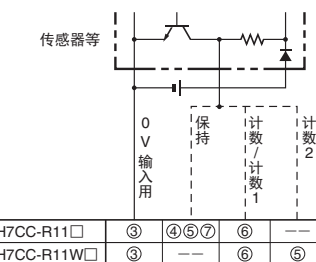 传感器等
0V输入用
保持
计数/计数1
计数2
H7CC-R11□ ③ ④⑤⑦ ⑥ --
H7CC-R11W□ ③ -- ⑥ ⑤